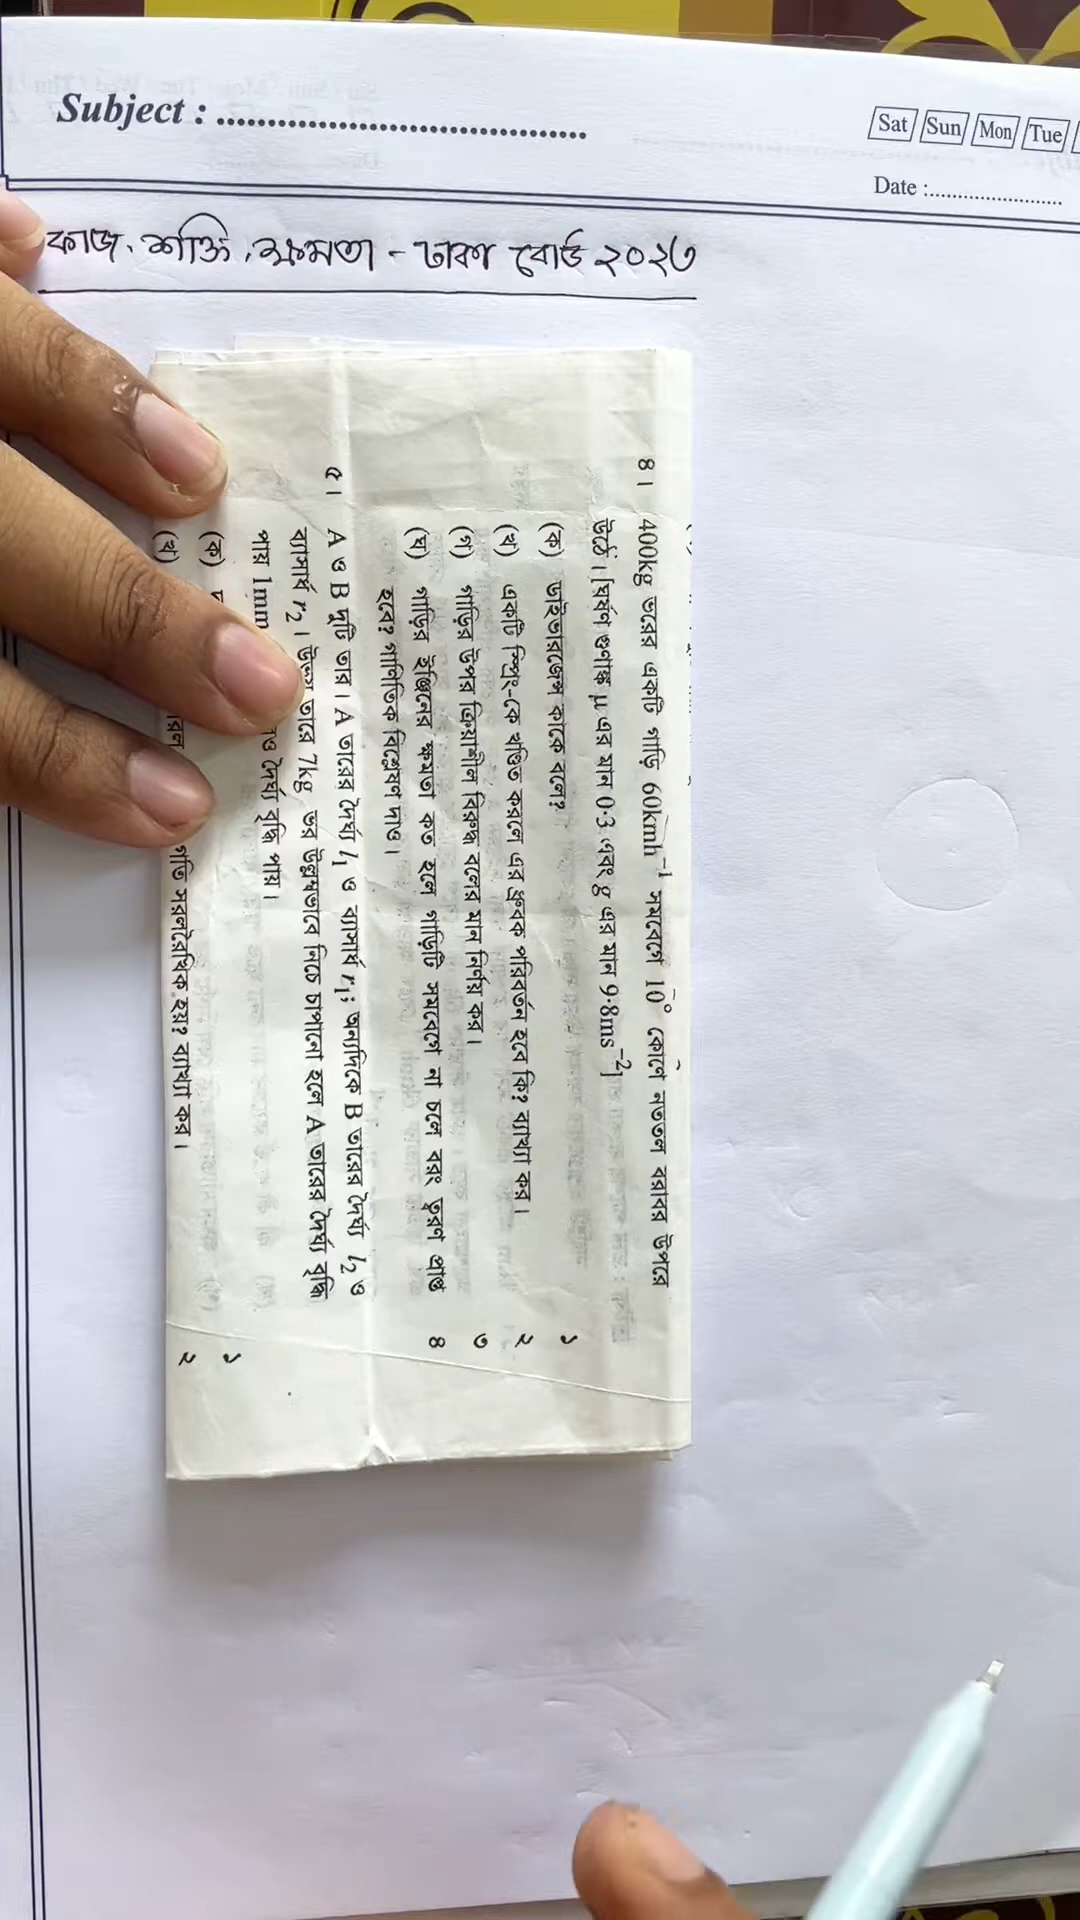 Subject : ....................................
Sat Sun Mon Tue
Date :........................
কাজ, শক্তি, ক্ষমতা - ঢাকা বোর্ড ২০২৩
৪। 400kg ভরের একটি গাড়ি 60kmh⁻¹ সমবেগে 10° কোণে নততল বরাবর উপরে
উঠে। [ঘর্ষণ গুণাঙ্ক μ এর মান 0·3 এবং g এর মান 9·8ms⁻²]
(ক) ডাইভারজেন্স কাকে বলে? ১
(খ) একটি স্প্রিং-কে খণ্ডিত করলে এর ধ্রুবক পরিবর্তন হবে কি? ব্যাখ্যা কর। ২
(গ) গাড়ির উপর ক্রিয়াশীল বিরুদ্ধ বলের মান নির্ণয় কর। ৩
(ঘ) গাড়ির ইঞ্জিনের ক্ষমতা কত হলে গাড়িটি সমবেগে না চলে বরং ত্বরণ প্রাপ্ত ৪
হবে? গাণিতিক বিশ্লেষণ দাও।
৫। A ও B দুটি তার। A তারের দৈর্ঘ্য l₁ ও ব্যাসার্ধ r₁; অন্যদিকে B তারের দৈর্ঘ্য l₂ ও
ব্যাসার্ধ r₂। উভয় তারে 7kg ভর উল্লম্বভাবে নিচে চাপানো হলে A তারের দৈর্ঘ্য বৃদ্ধি
পায় 1mm দৈর্ঘ্য বৃদ্ধি পায়।
(ক) ১
(খ) গতি সরলরৈখিক হয়? ব্যাখ্যা কর। ২